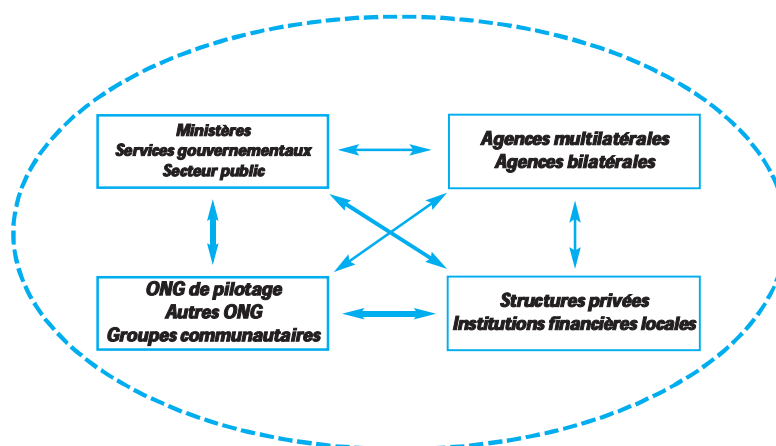 Ministères
Services gouvernementaux
Secteur public
Agences multilatérales
Agences bilatérales
ONG de pilotage
Autres ONG
Groupes communautaires
Structures privées
Institutions financières locales